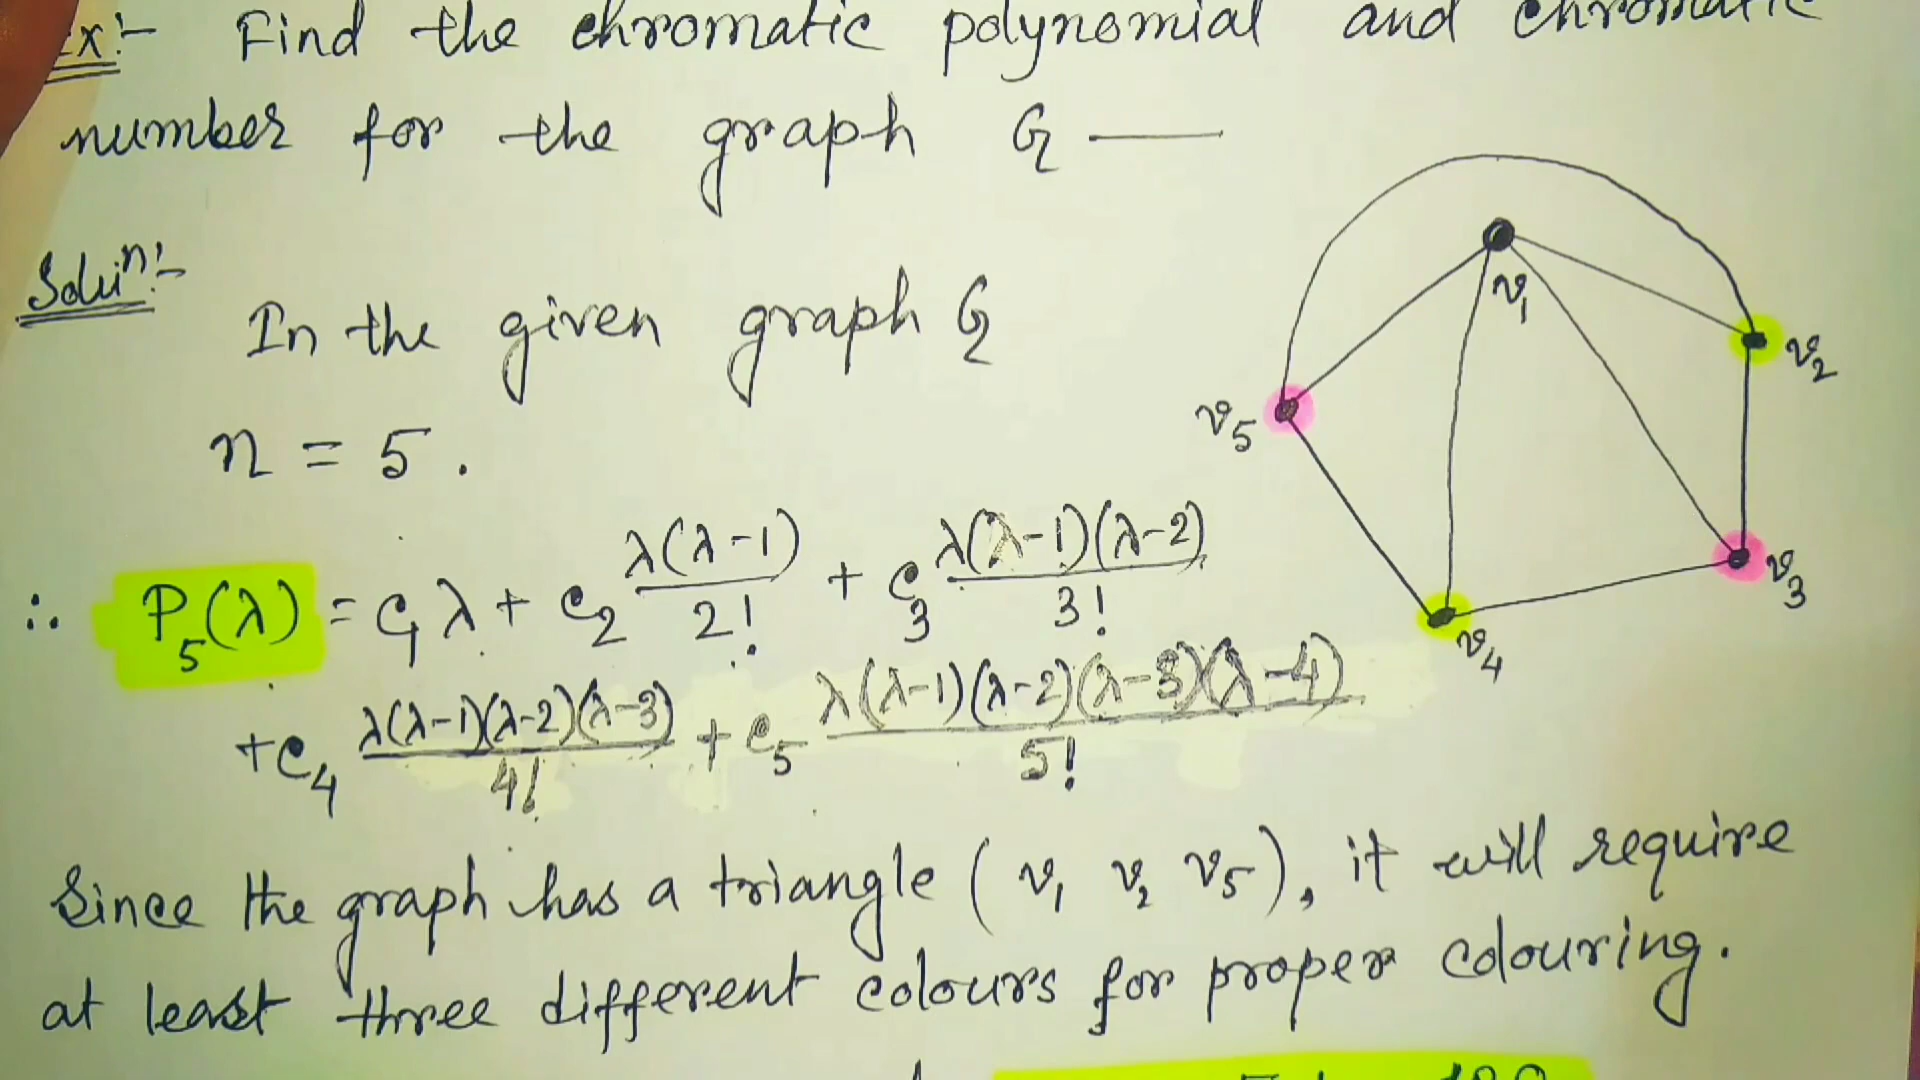 Ex:- Find the chromatic polynomial and chromatic
number for the graph G —
Soluⁿ:-
In the given graph G
n = 5.
∴ P₅(λ) = C₁λ + C₂ λ(λ-1)/2! + C₃ λ(λ-1)(λ-2)/3!
+C₄ λ(λ-1)(λ-2)(λ-3)/4! + C₅ λ(λ-1)(λ-2)(λ-3)(λ-4)/5!
Since the graph has a triangle (v₁ v₂ v₅), it will require
at least three different colours for proper colouring.
v₁
v₂
v₅
v₃
v₄